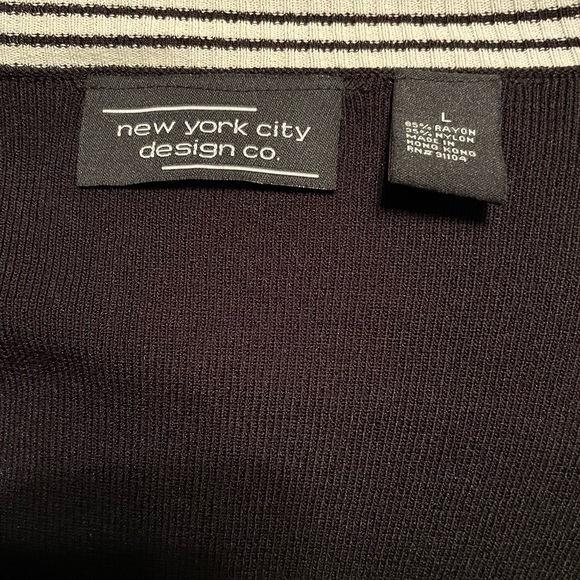 new york city
design co.
L
65% RAYON
35% NYLON
MADE IN
HONG KONG
RN# 91104